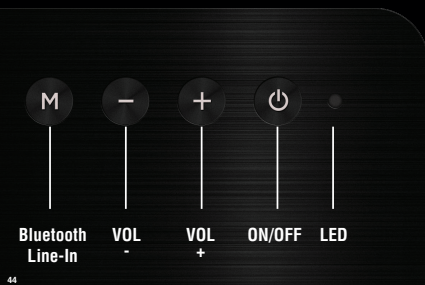 M - +
Bluetooth VOL VOL ON/OFF LED
Line-In - +
44